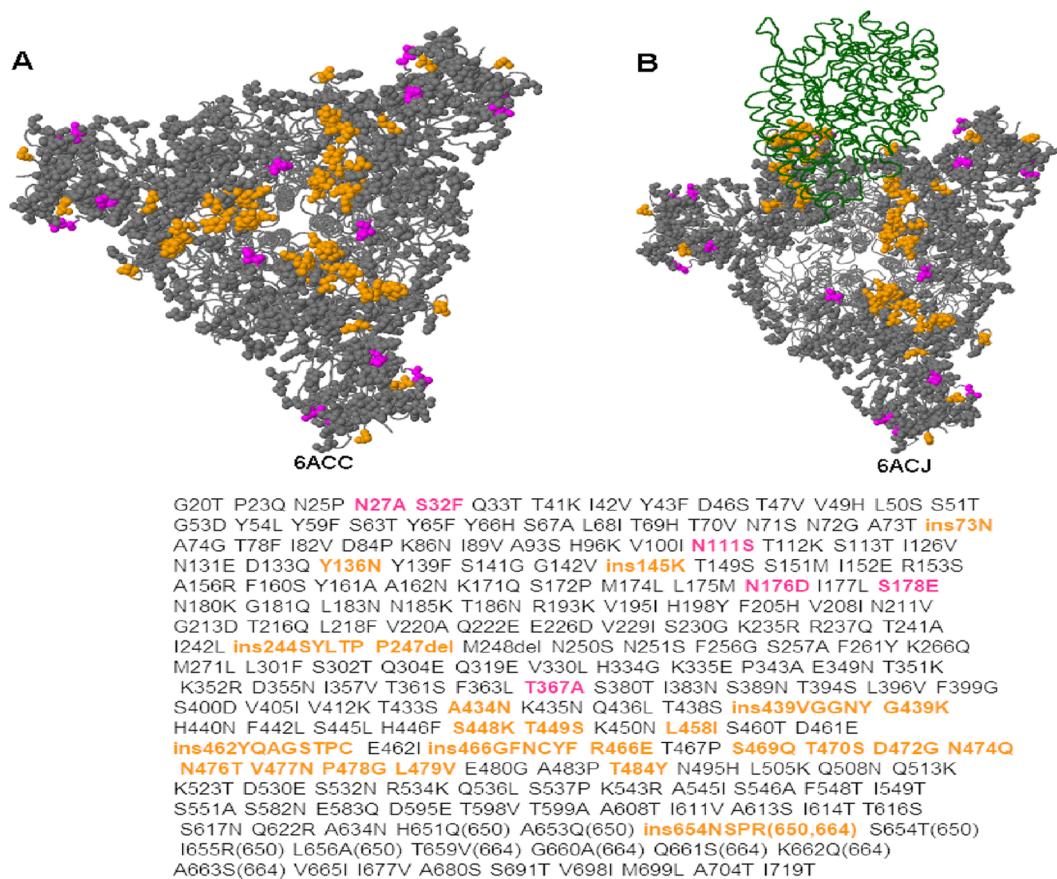 A
B
6ACC
6ACJ
G20T P23Q N25P N27A S32F Q33T T41K I42V Y43F D46S T47V V49H L50S S51T
G53D Y54L Y59F S63T Y65F Y66H S67A L68I T69H T70V N71S N72G A73T ins73N
A74G T78F I82V D84P K86N I89V A93S H96K V100I N111S T112K S113T I126V
N131E D133Q Y136N Y139F S141G G142V ins145K T149S S151M I152E R153S
A156R F160S Y161A A162N K171Q S172P M174L L175M N176D I177L S178E
N180K G181Q L183N N185K T186N R193K V195I H198Y F205H V208I N211V
G213D T216Q L218F V220A Q222E E226D V229I S230G K235R R237Q T241A
I242L ins244SYLTP P247del M248del N250S N251S F256G S257A F261Y K266Q
M271L L301F S302T Q304E Q319E V330L H334G K335E P343A E349N T351K
K352R D355N I357V T361S F363L T367A S380T I383N S389N T394S L396V F399G
S400D V405I V412K T433S A434N K435N Q436L T438S ins439VGGNY G439K
H440N F442L S445L H446F S448K T449S K450N L458I S460T D461E
ins462YQAGSTPC E462I ins466GFNCYF R466E T467P S469Q T470S D472G N474Q
N476T V477N P478G L479V E480G A483P T484Y N495H L505K Q508N Q513K
K523T D530E S532N R534K Q536L S537P K543R A545I S546A F548T I549T
S551A S582N E583Q D595E T598V T599A A608T I611V A613S I614T T616S
S617N Q622R A634N H651Q(650) A653Q(650) ins654NSPR(650,664) S654T(650)
I655R(650) L656A(650) T659V(664) G660A(664) Q661S(664) K662Q(664)
A663S(664) V665I I677V A680S S691T V698I M699L A704T I719T